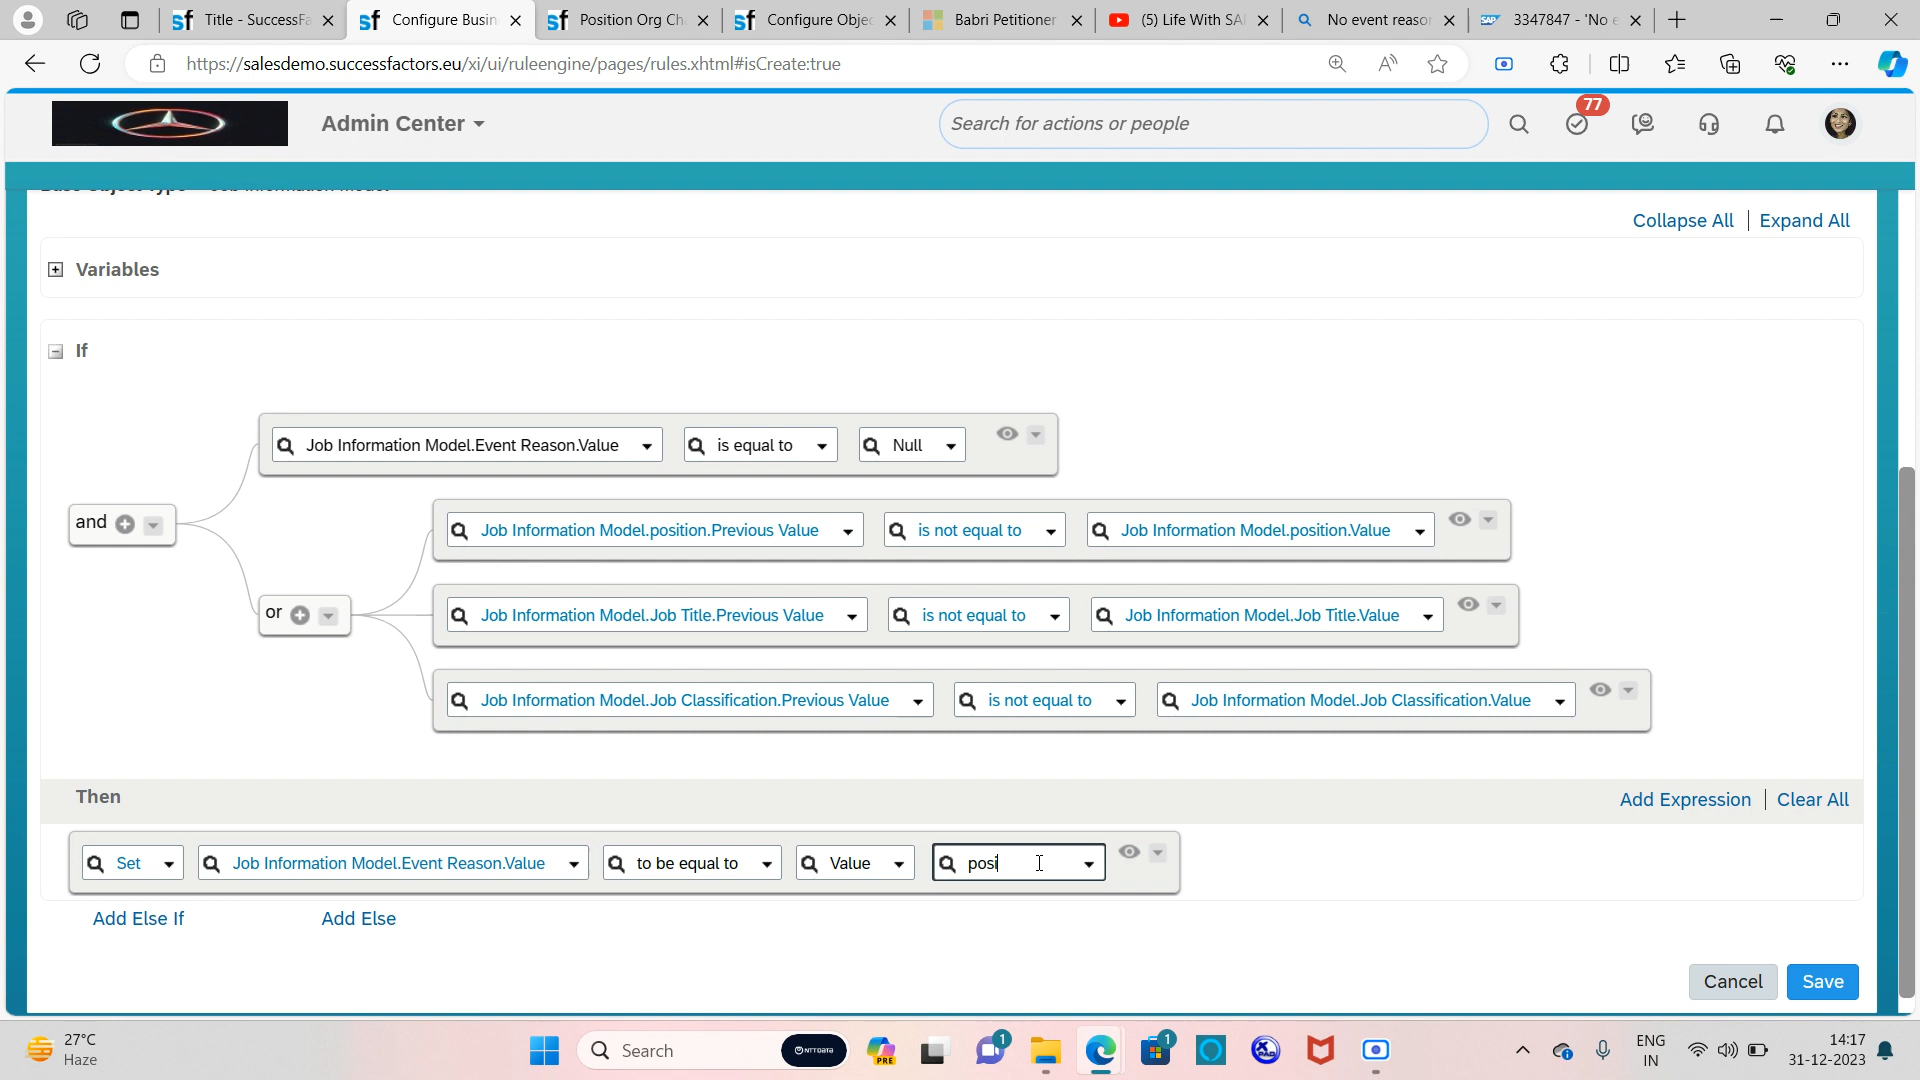 Title - SuccessFa
Configure Busin
Position Org Ch
Configure Objec
Babri Petitioner
(5) Life With SA
No event reaso
3347847 - 'No e
https://salesdemo.successfactors.eu/xi/ui/ruleengine/pages/rules.xhtml#isCreate:true
Admin Center
Search for actions or people
77
Collapse All
Expand All
Variables
If
Job Information Model.Event Reason.Value
is equal to
Null
and
Job Information Model.position.Previous Value
is not equal to
Job Information Model.position.Value
or
Job Information Model.Job Title.Previous Value
is not equal to
Job Information Model.Job Title.Value
Job Information Model.Job Classification.Previous Value
is not equal to
Job Information Model.Job Classification.Value
Then
Add Expression
Clear All
Set
Job Information Model.Event Reason.Value
to be equal to
Value
posi
Add Else If
Add Else
Cancel
Save
27°C
Haze
Search
NTT DATA
PRE
1
1
ENG
IN
14:17
31-12-2023